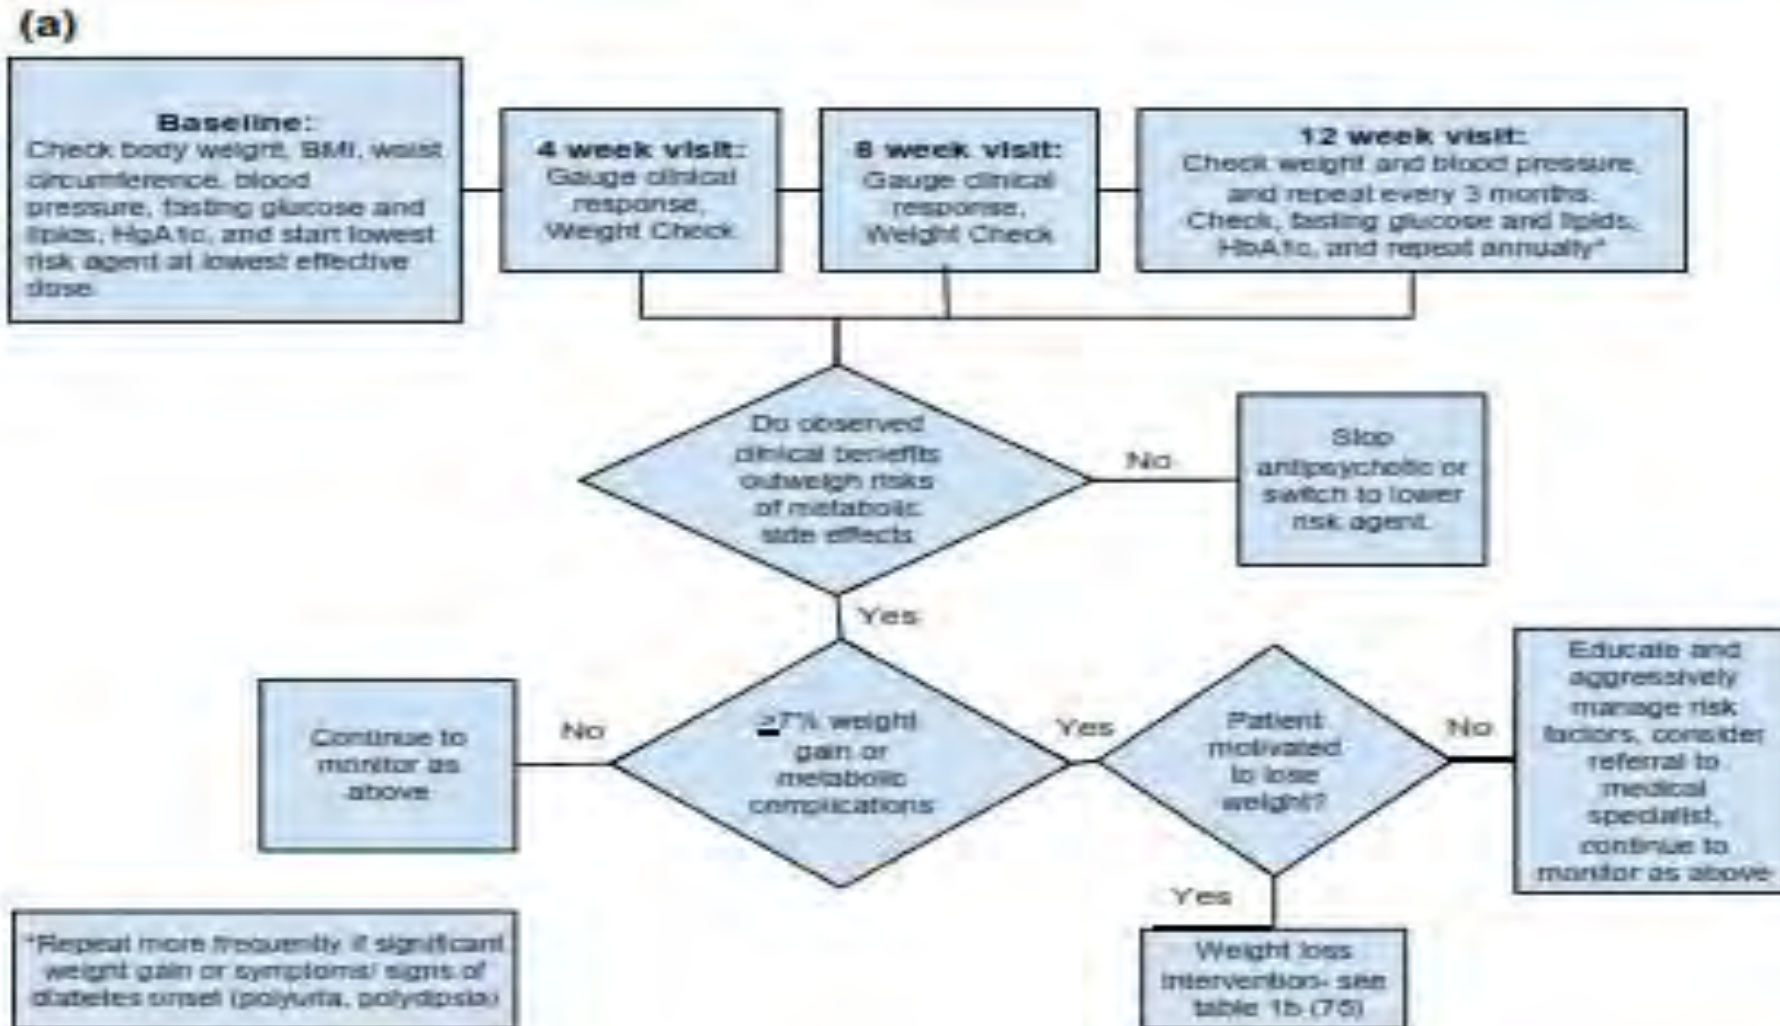 (a)
Baseline:
Check body weight, BMI, waist
circumference, blood
pressure, fasting glucose and
lipids, HgA1c, and start lowest
risk agent at lowest effective
dose.
4 week visit:
Gauge clinical
response,
Weight Check
8 week visit:
Gauge clinical
response,
Weight Check
12 week visit:
Check weight and blood pressure,
and repeat every 3 months.
Check, fasting glucose and lipids,
HbA1c, and repeat annually*
Do observed
clinical benefits
outweigh risks
of metabolic
side effects
No
Stop
antipsychotic or
switch to lower
risk agent.
Yes
Continue to
monitor as
above
No
≥7% weight
gain or
metabolic
complications
Yes
Patient
motivated
to lose
weight?
No
Educate and
aggressively
manage risk
factors, consider
referral to
medical
specialist,
continue to
monitor as above
Yes
Weight loss
intervention- see
table 1b (75)
*Repeat more frequently if significant
weight gain or symptoms/ signs of
diabetes onset (polyuria, polydipsia)